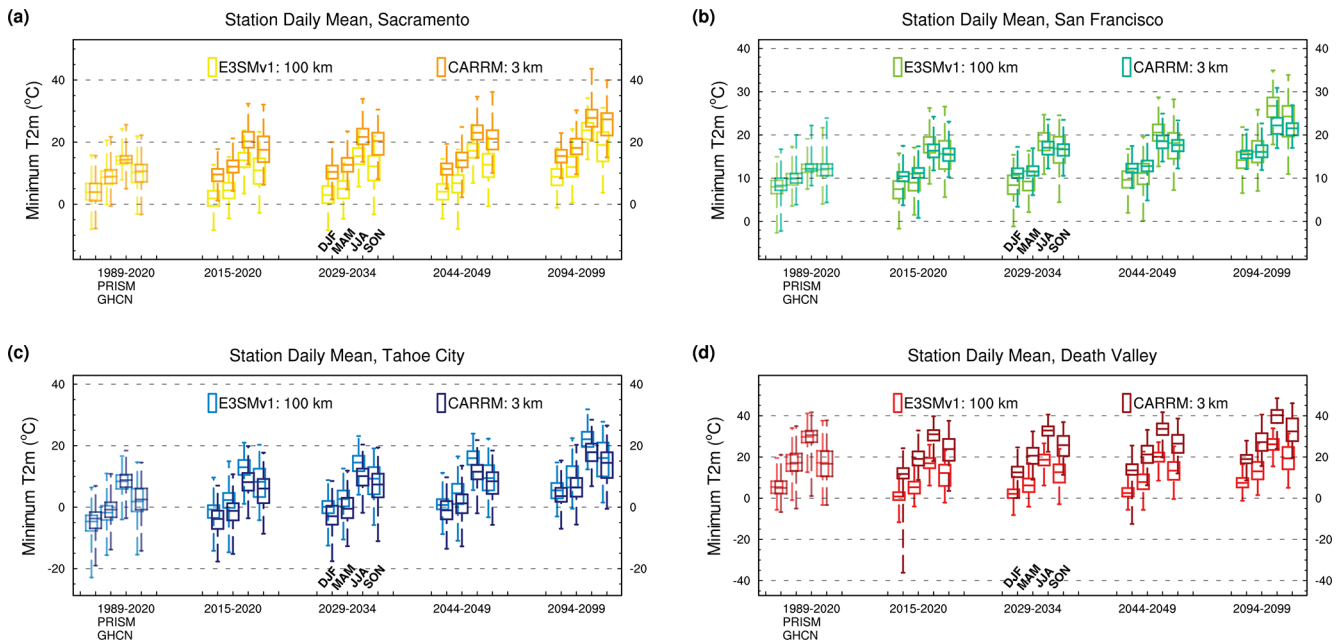 (a)
Station Daily Mean, Sacramento
E3SMv1: 100 km
CARRM: 3 km
Minimum T2m (°C)
40
20
0
40
20
0
DJF
MAM
JJA
SON
1989-2020
PRISM
GHCN
2015-2020
2029-2034
2044-2049
2094-2099
(b)
Station Daily Mean, San Francisco
E3SMv1: 100 km
CARRM: 3 km
Minimum T2m (°C)
40
30
20
10
0
40
30
20
10
0
DJF
MAM
JJA
SON
1989-2020
PRISM
GHCN
2015-2020
2029-2034
2044-2049
2094-2099
(c)
Station Daily Mean, Tahoe City
E3SMv1: 100 km
CARRM: 3 km
Minimum T2m (°C)
40
20
0
-20
40
20
0
-20
DJF
MAM
JJA
SON
1989-2020
PRISM
GHCN
2015-2020
2029-2034
2044-2049
2094-2099
(d)
Station Daily Mean, Death Valley
E3SMv1: 100 km
CARRM: 3 km
Minimum T2m (°C)
40
20
0
-20
-40
40
20
0
-20
-40
DJF
MAM
JJA
SON
1989-2020
PRISM
GHCN
2015-2020
2029-2034
2044-2049
2094-2099